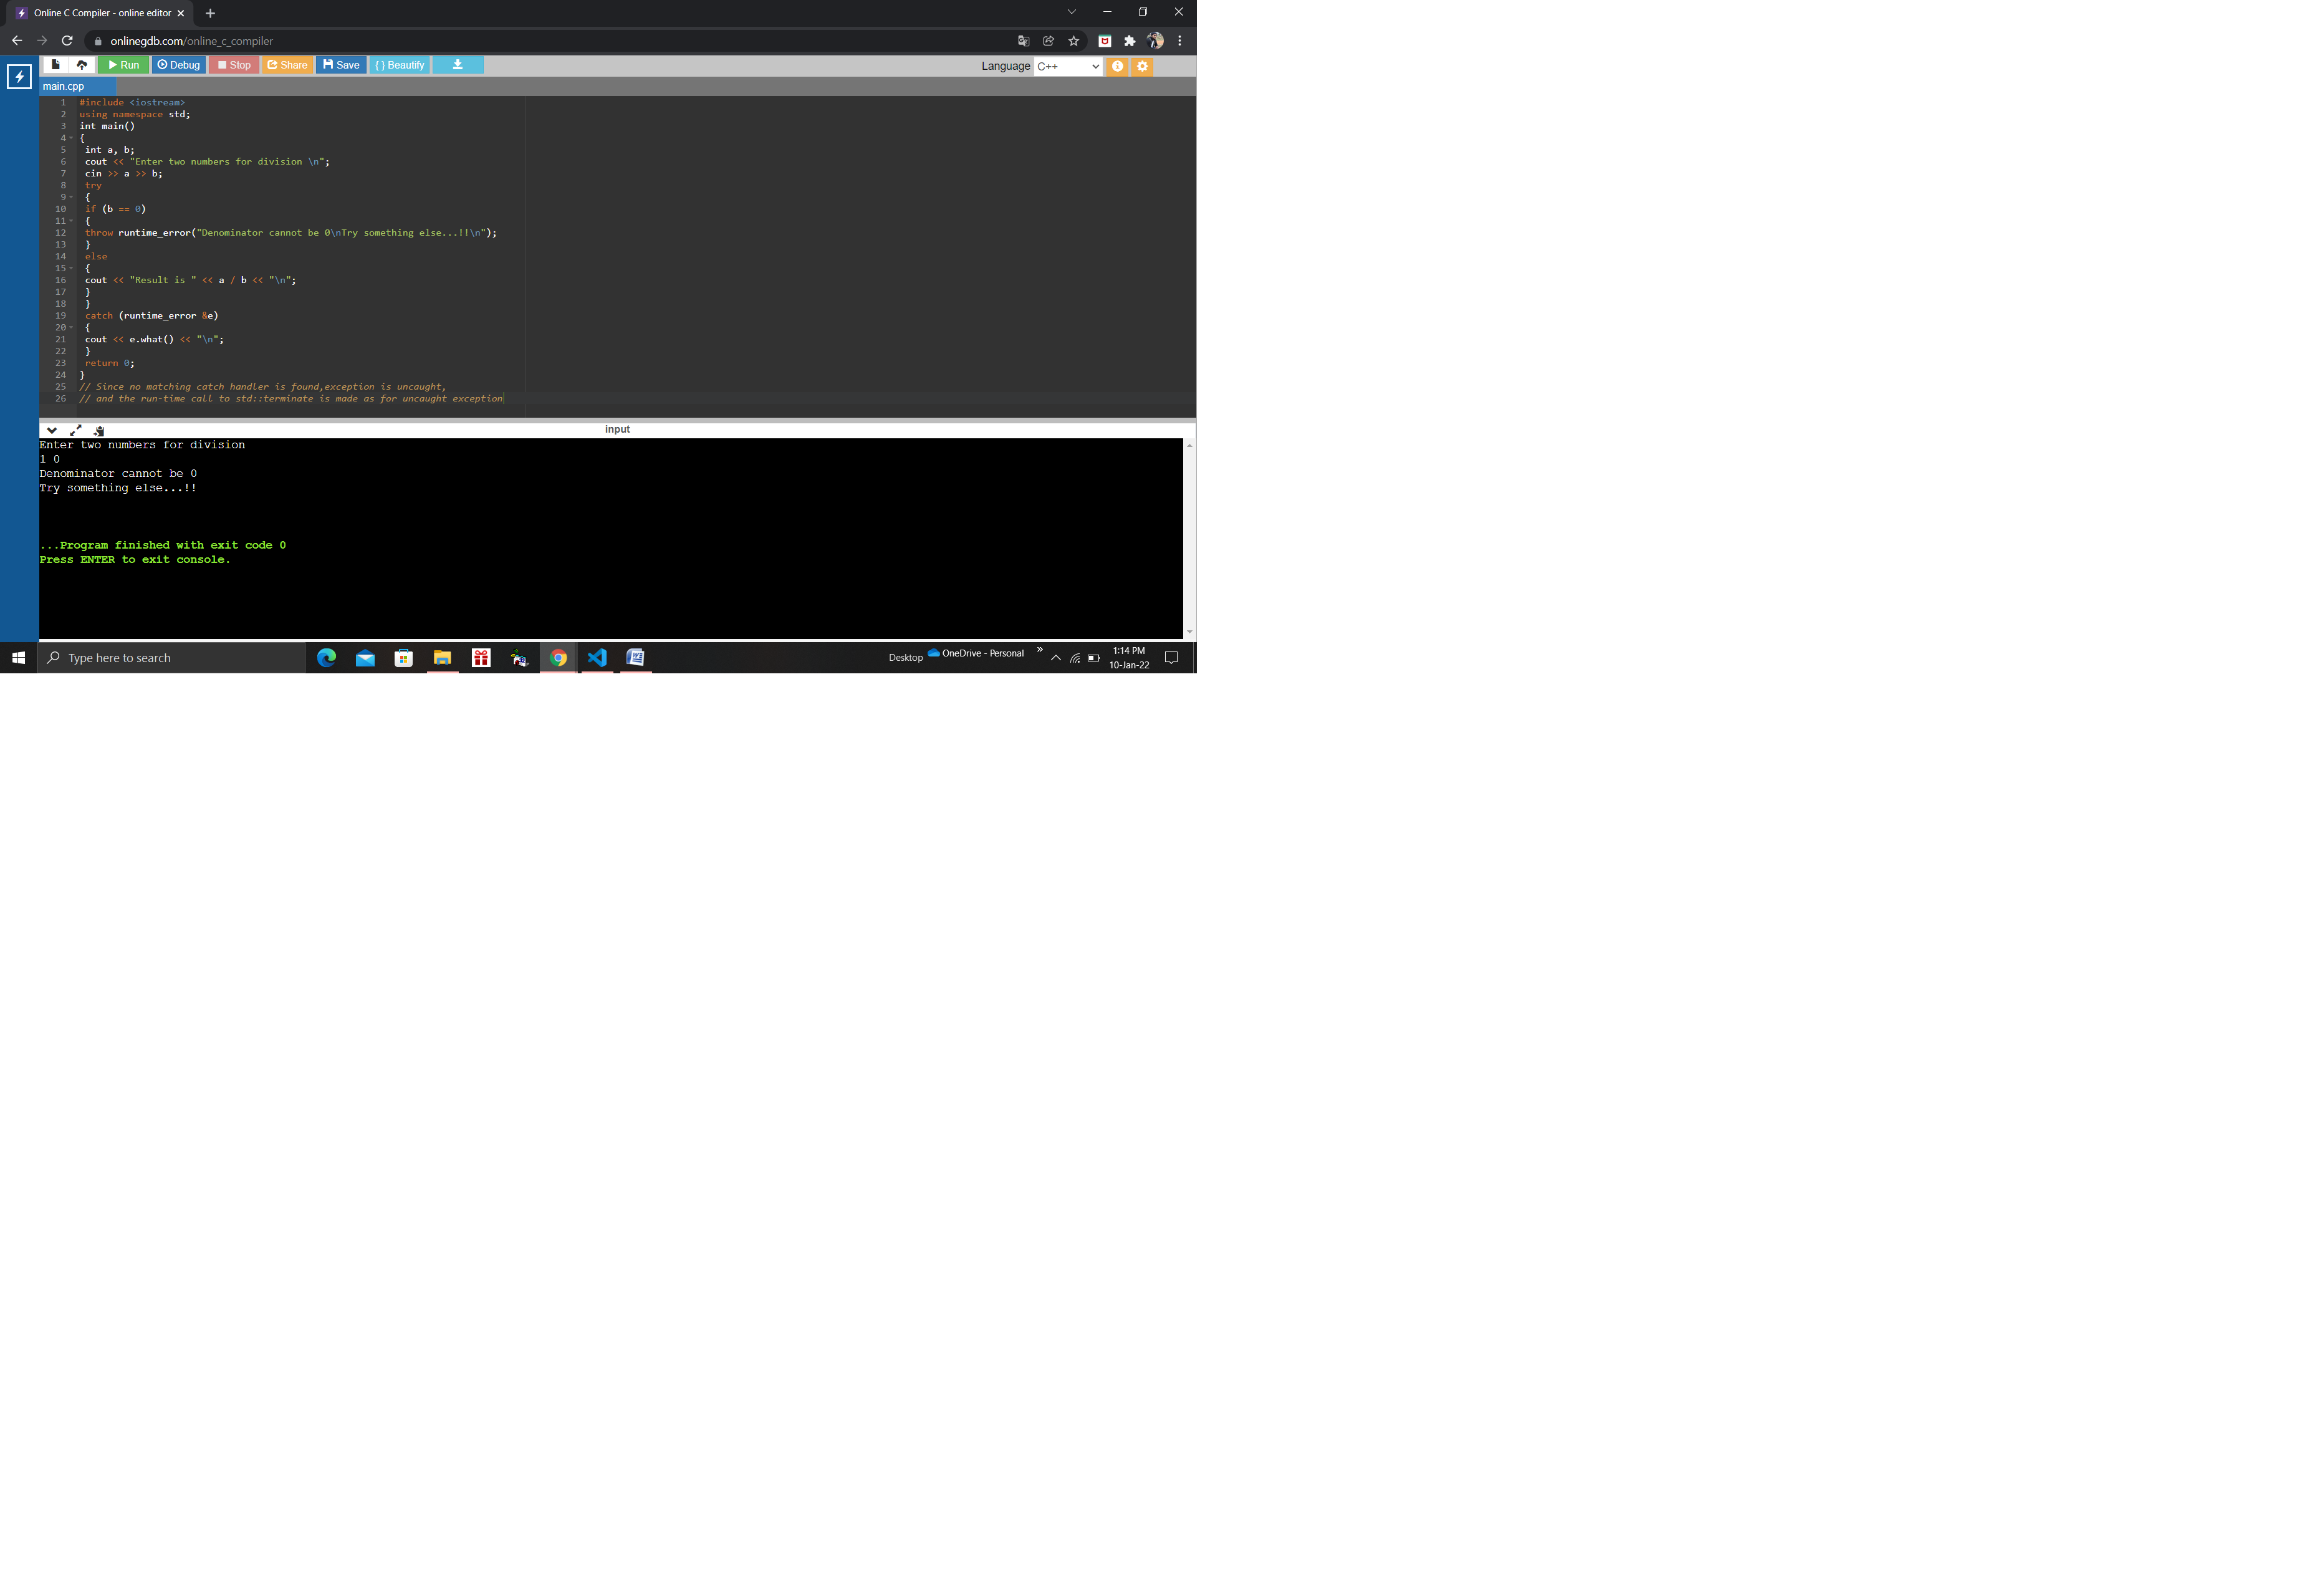 Online C Compiler - online editor
onlinegdb.com/online_c_compiler
Run Debug Stop Share Save { } Beautify Language C++
main.cpp
1 #include <iostream>
2 using namespace std;
3 int main()
4 {
5 int a, b;
6 cout << "Enter two numbers for division \n";
7 cin >> a >> b;
8 try
9 {
10 if (b == 0)
11 {
12 throw runtime_error("Denominator cannot be 0\nTry something else...!!\n");
13 }
14 else
15 {
16 cout << "Result is " << a / b << "\n";
17 }
18 }
19 catch (runtime_error &e)
20 {
21 cout << e.what() << "\n";
22 }
23 return 0;
24 }
25 // Since no matching catch handler is found,exception is uncaught,
26 // and the run-time call to std::terminate is made as for uncaught exception
input
Enter two numbers for division
1 0
Denominator cannot be 0
Try something else...!!
...Program finished with exit code 0
Press ENTER to exit console.
Type here to search
Desktop
OneDrive - Personal
1:14 PM
10-Jan-22